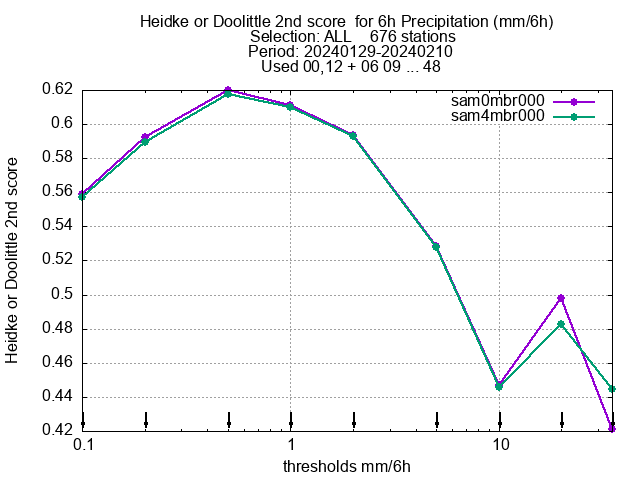 Heidke or Doolittle 2nd score  for 6h Precipitation (mm/6h)
Selection: ALL    676 stations
Period: 20240129-20240210
Used 00,12 + 06 09 ... 48
sam0mbr000
sam4mbr000
0.62
0.6
0.58
0.56
0.54
0.52
0.5
0.48
0.46
0.44
0.42
Heidke or Doolittle 2nd score
0.1 1 10
thresholds mm/6h